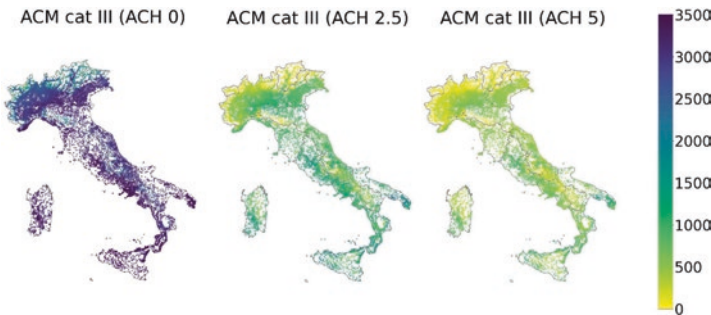 ACM cat III (ACH 0)
ACM cat III (ACH 2.5)
ACM cat III (ACH 5)
3500
3000
2500
2000
1500
1000
500
0